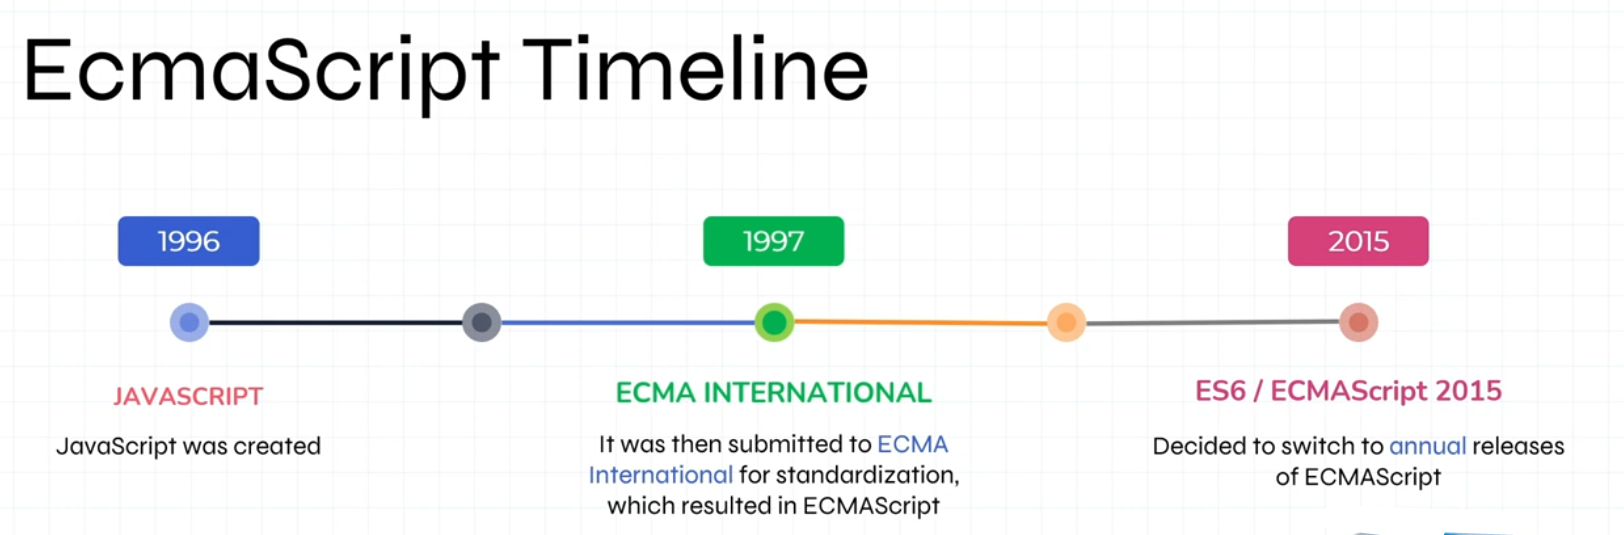 EcmaScript Timeline
1996
1997
2015
JAVASCRIPT
JavaScript was created
ECMA INTERNATIONAL
It was then submitted to ECMA
International for standardization,
which resulted in ECMAScript
ES6 / ECMAScript 2015
Decided to switch to annual releases
of ECMAScript